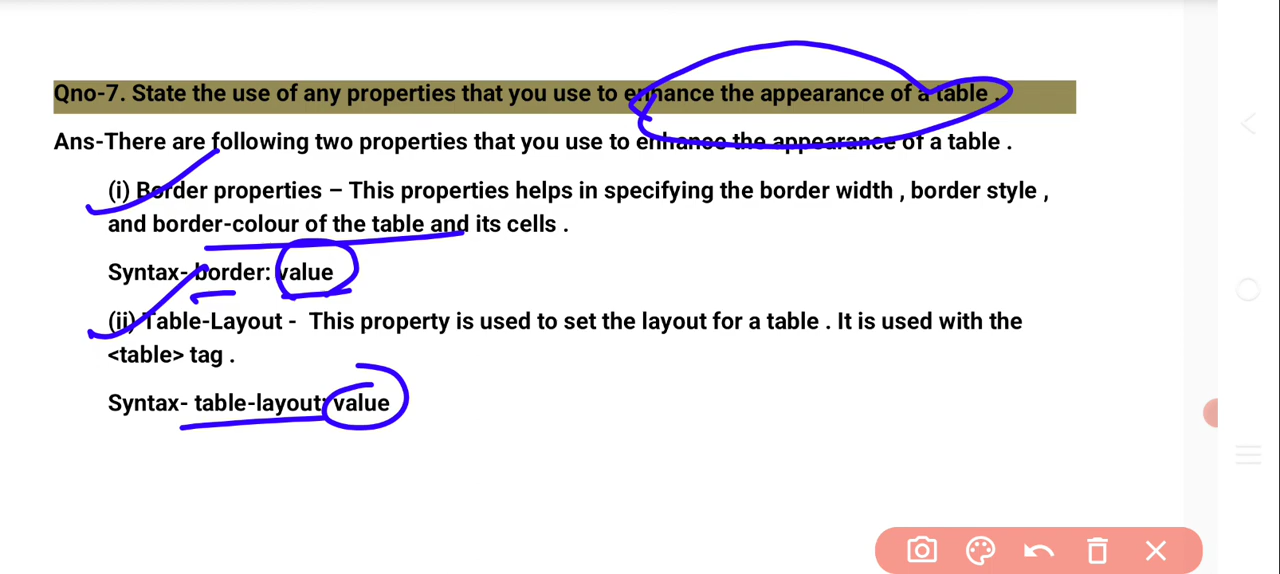 Qno-7. State the use of any properties that you use to enhance the appearance of a table .
Ans-There are following two properties that you use to enhance the appearance of a table .
(i) Border properties – This properties helps in specifying the border width , border style ,
and border-colour of the table and its cells .
Syntax- border: value
(ii) Table-Layout - This property is used to set the layout for a table . It is used with the
<table> tag .
Syntax- table-layout: value